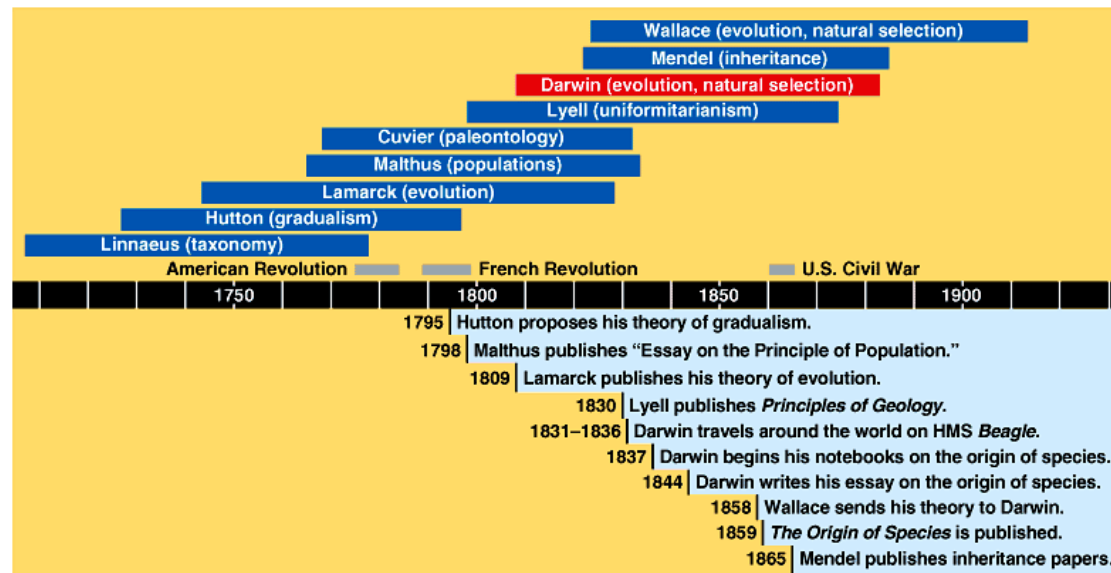 Wallace (evolution, natural selection)
Mendel (inheritance)
Darwin (evolution, natural selection)
Lyell (uniformitarianism)
Cuvier (paleontology)
Malthus (populations)
Lamarck (evolution)
Hutton (gradualism)
Linnaeus (taxonomy)
American Revolution French Revolution U.S. Civil War
1750 1800 1850 1900
1795 Hutton proposes his theory of gradualism.
1798 Malthus publishes “Essay on the Principle of Population.”
1809 Lamarck publishes his theory of evolution.
1830 Lyell publishes Principles of Geology.
1831–1836 Darwin travels around the world on HMS Beagle.
1837 Darwin begins his notebooks on the origin of species.
1844 Darwin writes his essay on the origin of species.
1858 Wallace sends his theory to Darwin.
1859 The Origin of Species is published.
1865 Mendel publishes inheritance papers.